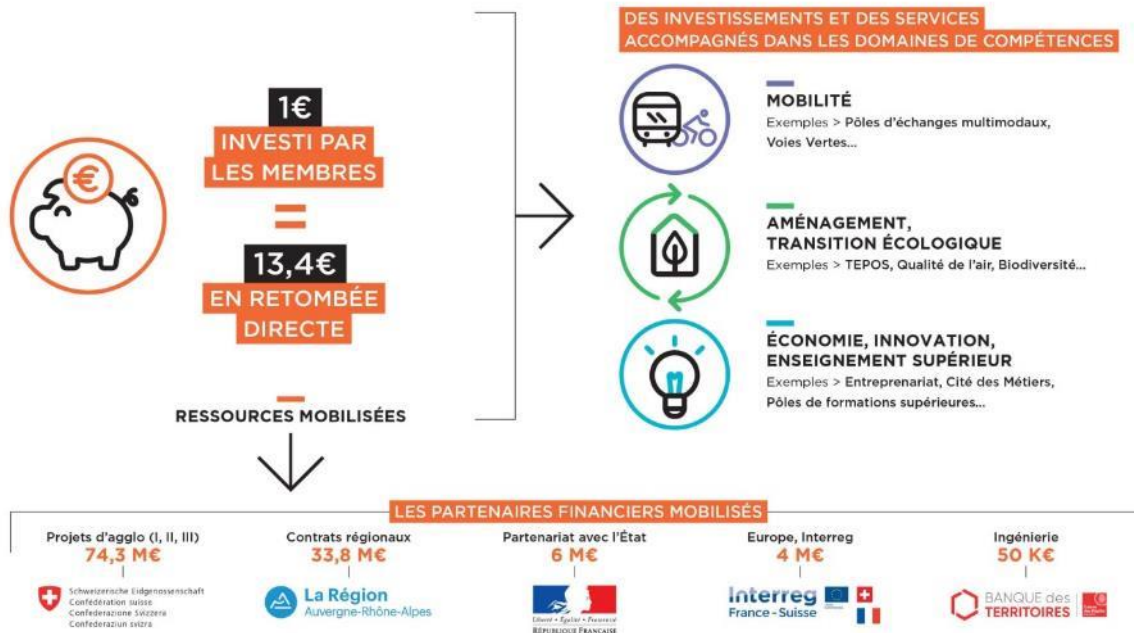 1€
INVESTI PAR
LES MEMBRES
=
13,4€
EN RETOMBÉE
DIRECTE
RESSOURCES MOBILISÉES
DES INVESTISSEMENTS ET DES SERVICES
ACCOMPAGNÉS DANS LES DOMAINES DE COMPÉTENCES
MOBILITÉ
Exemples > Pôles d'échanges multimodaux,
Voies Vertes...
AMÉNAGEMENT,
TRANSITION ÉCOLOGIQUE
Exemples > TEPOS, Qualité de l'air, Biodiversité...
ÉCONOMIE, INNOVATION,
ENSEIGNEMENT SUPÉRIEUR
Exemples > Entreprenariat, Cité des Métiers,
Pôles de formations supérieures...
LES PARTENAIRES FINANCIERS MOBILISÉS
Projets d'agglo (I, II, III)
74,3 M€
Schweizerische Eidgenossenschaft
Confédération suisse
Confederazione Svizzera
Confederaziun svizra
Contrats régionaux
33,8 M€
La Région
Auvergne-Rhône-Alpes
Partenariat avec l'État
6 M€
Liberté • Égalité • Fraternité
RÉPUBLIQUE FRANÇAISE
Europe, Interreg
4 M€
Interreg
France - Suisse
Ingénierie
50 K€
BANQUE des
TERRITOIRES